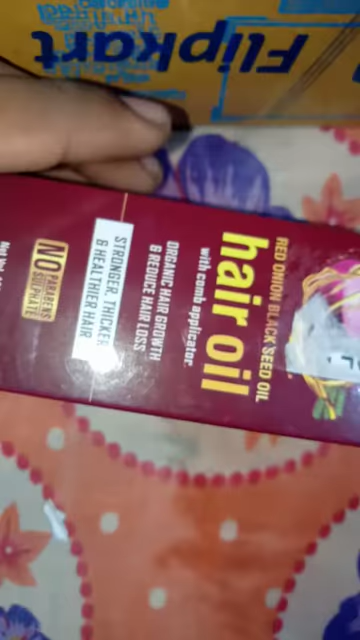 Flipkart
RED ONION BLACK SEED OIL
hair oil
with comb applicator
ORGANIC HAIR GROWTH
& REDUCE HAIR LOSS
STRONGER, THICKER
& HEALTHIER HAIR
NO PARABENS
SULPHATE